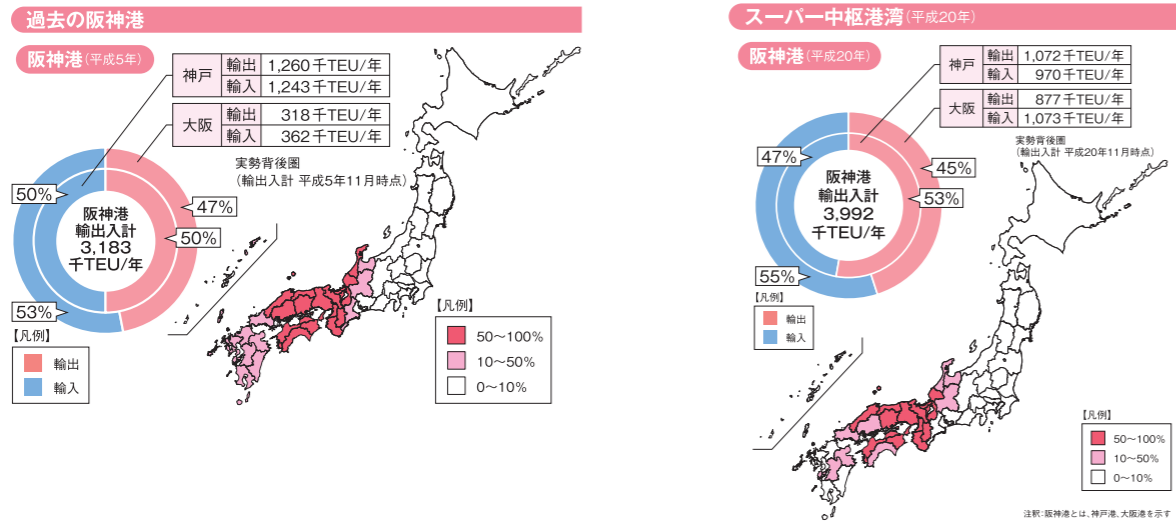 過去の阪神港
阪神港(平成5年)
神戸 輸出 1,260千TEU/年
輸入 1,243千TEU/年
大阪 輸出 318千TEU/年
輸入 362千TEU/年
実勢背後圏
(輸出入計 平成5年11月時点)
50%
47%
50%
53%
阪神港
輸出入計
3,183
千TEU/年
【凡例】
輸出
輸入
【凡例】
50〜100%
10〜50%
0〜10%
スーパー中枢港湾(平成20年)
阪神港(平成20年)
神戸 輸出 1,072千TEU/年
輸入 970千TEU/年
大阪 輸出 877千TEU/年
輸入 1,073千TEU/年
実勢背後圏
(輸出入計 平成20年11月時点)
47%
45%
53%
55%
阪神港
輸出入計
3,992
千TEU/年
【凡例】
輸出
輸入
【凡例】
50〜100%
10〜50%
0〜10%
注釈:阪神港とは、神戸港、大阪港を示す